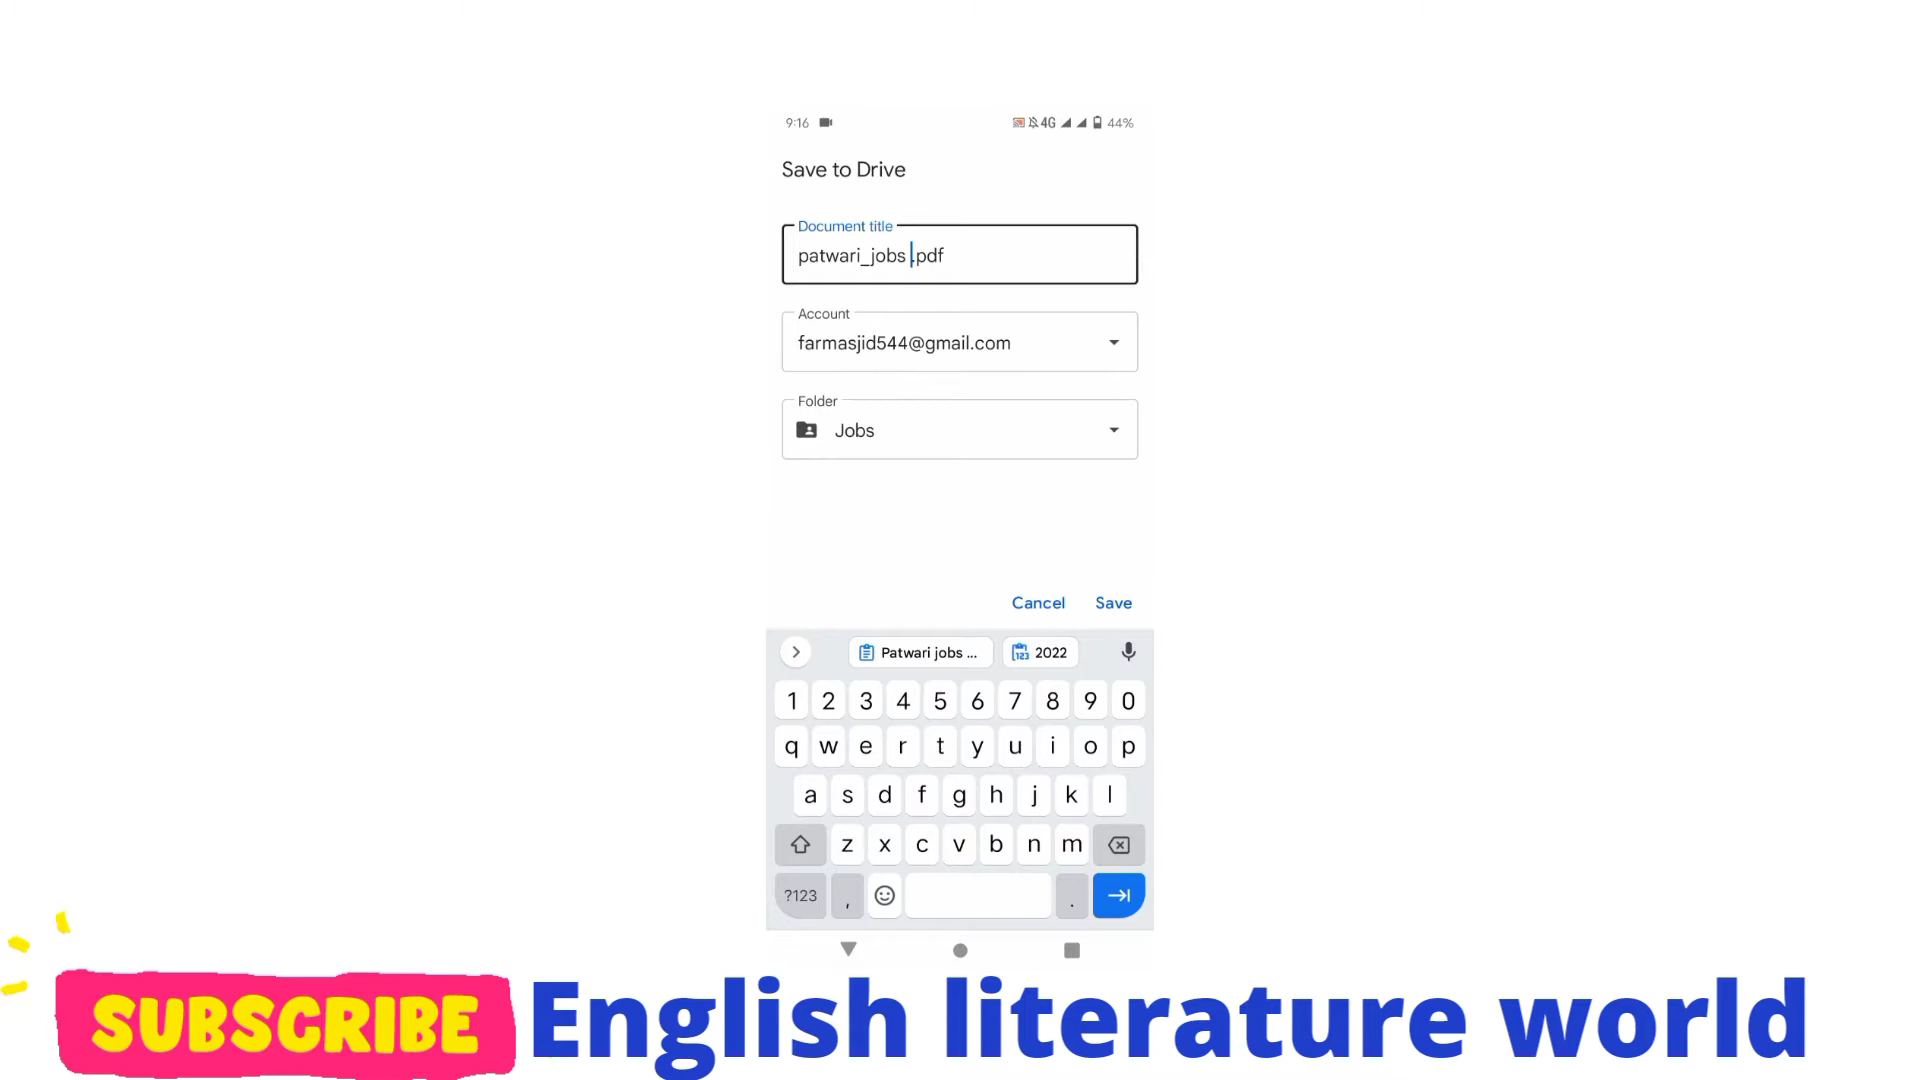 9:16 4G 44%
Save to Drive
Document title
patwari_jobs .pdf
Account
farmasjid544@gmail.com
Folder
Jobs
Cancel Save
Patwari jobs ... 123 2022
1 2 3 4 5 6 7 8 9 0
q w e r t y u i o p
a s d f g h j k l
z x c v b n m
?123 , .
SUBSCRIBE English literature world